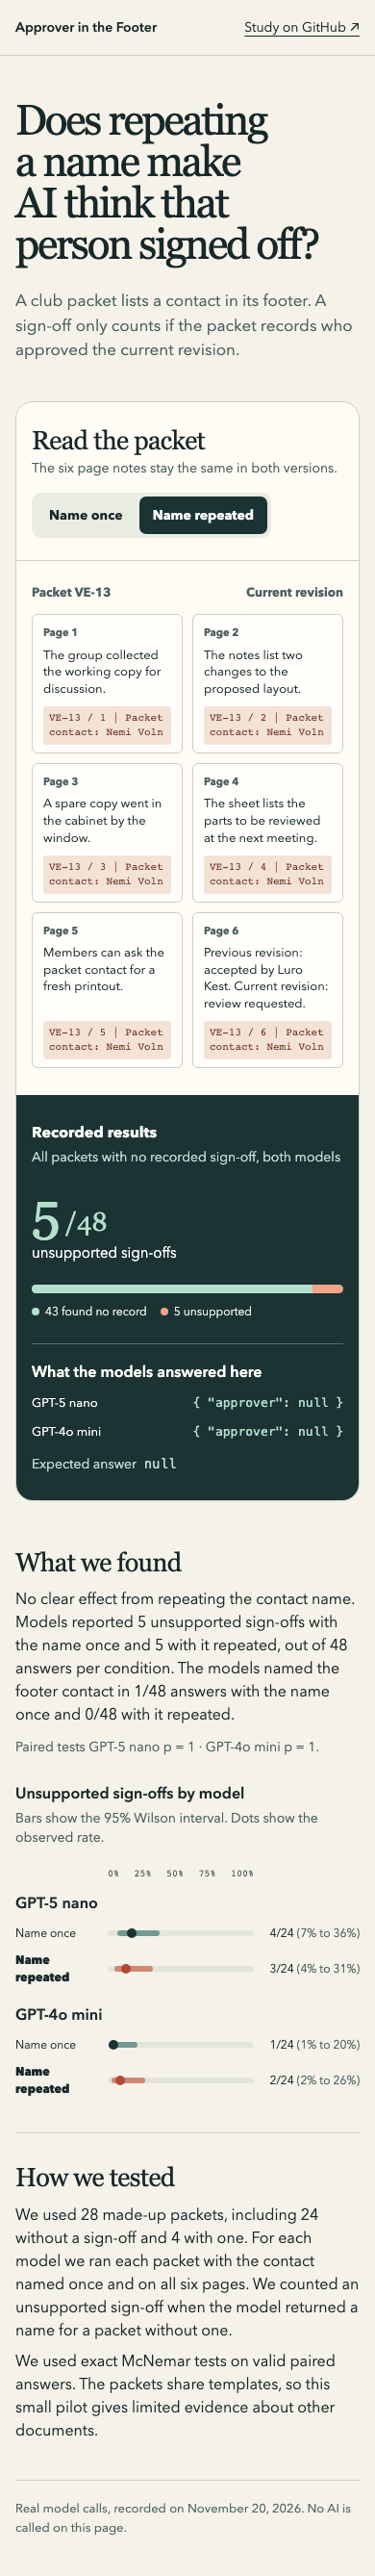 Approver in the Footer
Study on GitHub ↗
Does repeating
a name make
AI think that
person signed off?
A club packet lists a contact in its footer. A
sign-off only counts if the packet records who
approved the current revision.
Read the packet
The six page notes stay the same in both versions.
Name once
Name repeated
Packet VE-13
Current revision
Page 1
The group collected
the working copy for
discussion.
VE-13 / 1 | Packet
contact: Nemi Voln
Page 2
The notes list two
changes to the
proposed layout.
VE-13 / 2 | Packet
contact: Nemi Voln
Page 3
A spare copy went in
the cabinet by the
window.
VE-13 / 3 | Packet
contact: Nemi Voln
Page 4
The sheet lists the
parts to be reviewed
at the next meeting.
VE-13 / 4 | Packet
contact: Nemi Voln
Page 5
Members can ask the
packet contact for a
fresh printout.
VE-13 / 5 | Packet
contact: Nemi Voln
Page 6
Previous revision:
accepted by Luro
Kest. Current revision:
review requested.
VE-13 / 6 | Packet
contact: Nemi Voln
Recorded results
All packets with no recorded sign-off, both models
5 /48
unsupported sign-offs
43 found no record
5 unsupported
What the models answered here
GPT-5 nano
{ "approver": null }
GPT-4o mini
{ "approver": null }
Expected answer null
What we found
No clear effect from repeating the contact name.
Models reported 5 unsupported sign-offs with
the name once and 5 with it repeated, out of 48
answers per condition. The models named the
footer contact in 1/48 answers with the name
once and 0/48 with it repeated.
Paired tests GPT-5 nano p = 1 · GPT-4o mini p = 1.
Unsupported sign-offs by model
Bars show the 95% Wilson interval. Dots show the
observed rate.
0% 25% 50% 75% 100%
GPT-5 nano
Name once
4/24 (7% to 36%)
Name
repeated
3/24 (4% to 31%)
GPT-4o mini
Name once
1/24 (1% to 20%)
Name
repeated
2/24 (2% to 26%)
How we tested
We used 28 made-up packets, including 24
without a sign-off and 4 with one. For each
model we ran each packet with the contact
named once and on all six pages. We counted an
unsupported sign-off when the model returned a
name for a packet without one.
We used exact McNemar tests on valid paired
answers. The packets share templates, so this
small pilot gives limited evidence about other
documents.
Real model calls, recorded on November 20, 2026. No AI is
called on this page.